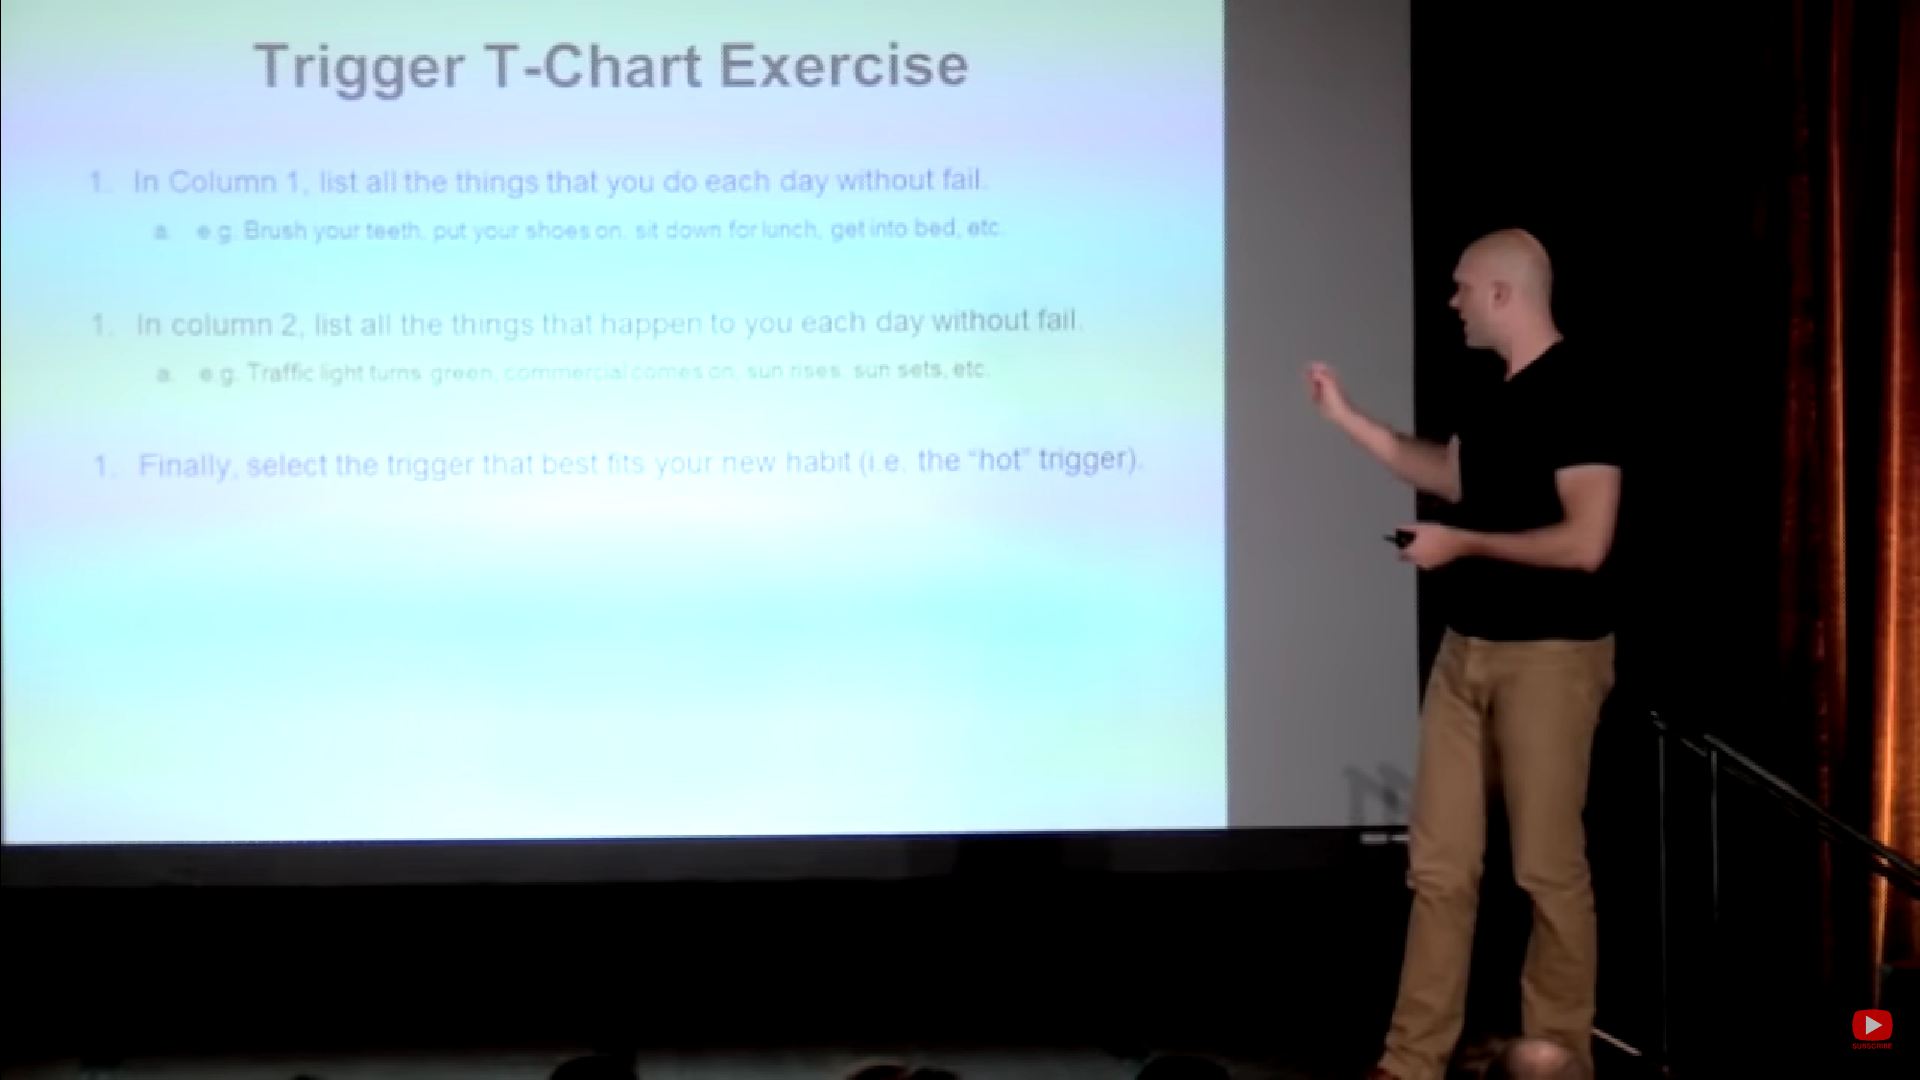 Trigger T-Chart Exercise
1. In Column 1, list all the things that you do each day without fail.
a. e.g. Brush your teeth, put your shoes on, sit down for lunch, get into bed, etc.
1. In column 2, list all the things that happen to you each day without fail.
a. e.g. Traffic light turns green, commercial comes on, sun rises, sun sets, etc.
1. Finally, select the trigger that best fits your new habit (i.e. the “hot” trigger).
SUBSCRIBE